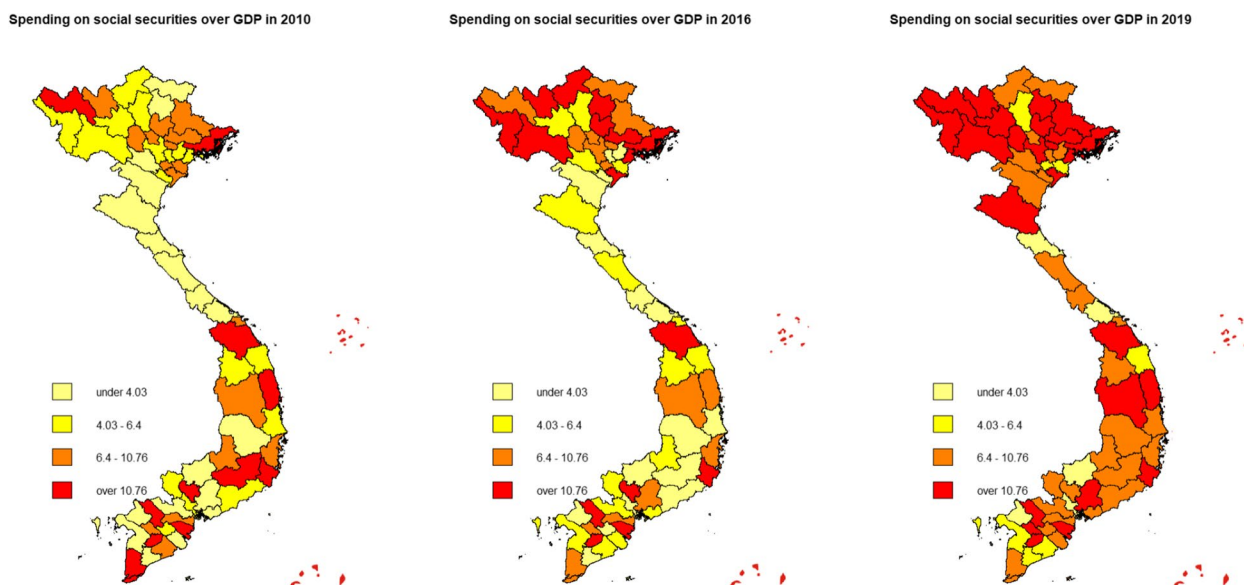 Spending on social securities over GDP in 2010
Spending on social securities over GDP in 2016
Spending on social securities over GDP in 2019
under 4.03
4.03 - 6.4
6.4 - 10.76
over 10.76
under 4.03
4.03 - 6.4
6.4 - 10.76
over 10.76
under 4.03
4.03 - 6.4
6.4 - 10.76
over 10.76